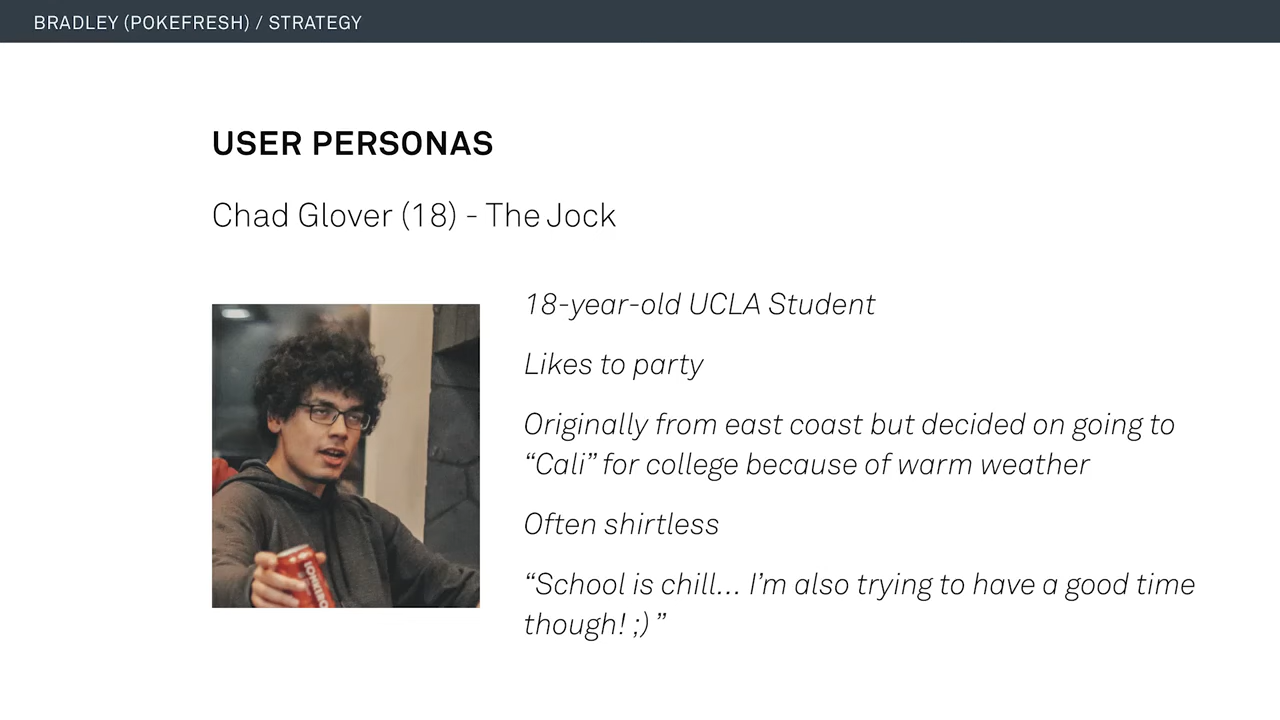 BRADLEY (POKEFRESH) / STRATEGY
USER PERSONAS
Chad Glover (18) - The Jock
18-year-old UCLA Student
Likes to party
Originally from east coast but decided on going to
“Cali” for college because of warm weather
Often shirtless
“School is chill... I’m also trying to have a good time
though! ;) ”